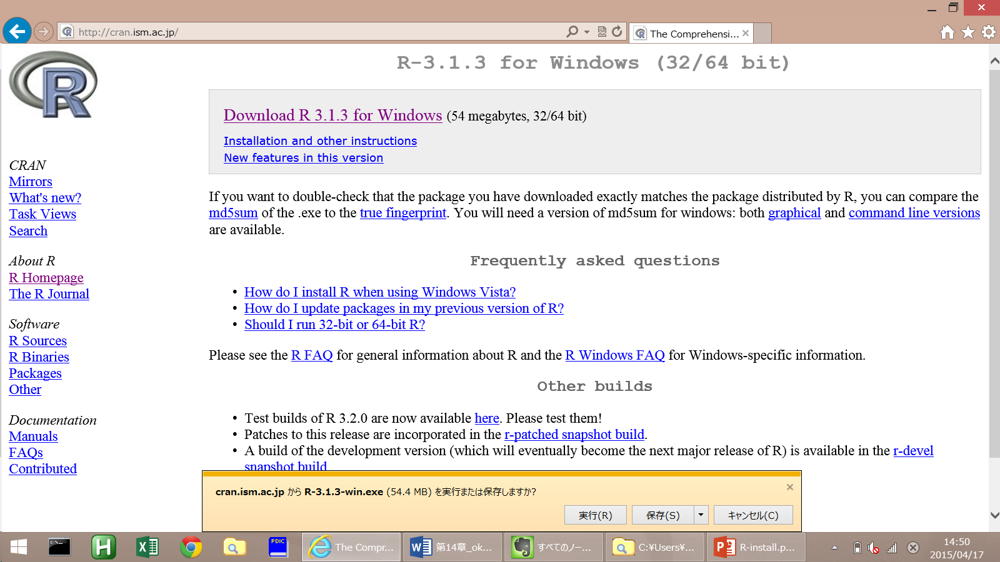 http://cran.ism.ac.jp/
The Comprehensi...
R
R-3.1.3 for Windows (32/64 bit)
Download R 3.1.3 for Windows (54 megabytes, 32/64 bit)
Installation and other instructions
New features in this version
CRAN
Mirrors
What's new?
Task Views
Search
About R
R Homepage
The R Journal
Software
R Sources
R Binaries
Packages
Other
Documentation
Manuals
FAQs
Contributed
If you want to double-check that the package you have downloaded exactly matches the package distributed by R, you can compare the
md5sum of the .exe to the true fingerprint. You will need a version of md5sum for windows: both graphical and command line versions
are available.
Frequently asked questions
• How do I install R when using Windows Vista?
• How do I update packages in my previous version of R?
• Should I run 32-bit or 64-bit R?
Please see the R FAQ for general information about R and the R Windows FAQ for Windows-specific information.
Other builds
• Test builds of R 3.2.0 are now available here. Please test them!
• Patches to this release are incorporated in the r-patched snapshot build.
• A build of the development version (which will eventually become the next major release of R) is available in the r-devel
snapshot build
cran.ism.ac.jp から R-3.1.3-win.exe (54.4 MB) を実行または保存しますか?
実行(R) 保存(S) キャンセル(C)
PDIC
The Compr...
第14章_ok...
すべてのノー...
C:¥Users¥...
R-install.p...
14:50
2015/04/17